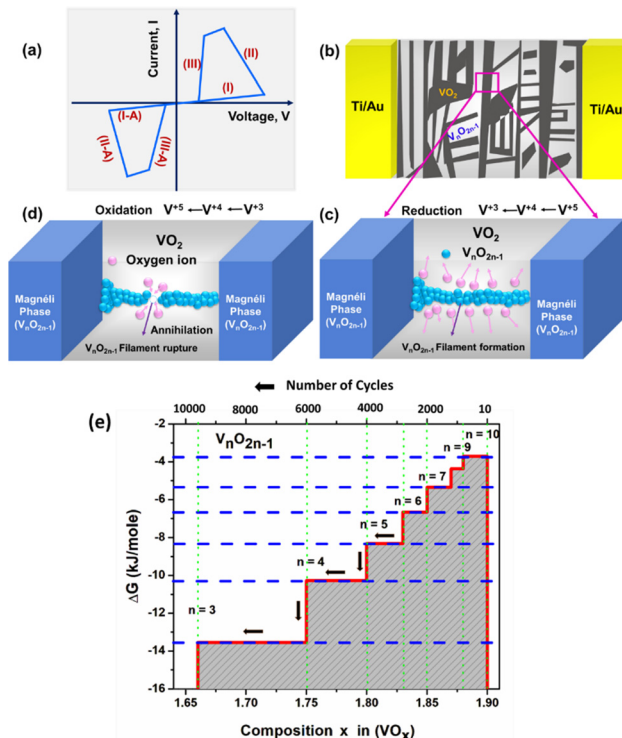 (a)
Current, I
(III)
(II)
(I)
(I-A)
Voltage, V
(II-A)
(III-A)
(b)
Ti/Au
VO2
VnO2n-1
Ti/Au
(d)
Oxidation V+5 ←V+4 ←V+3
VO2
Oxygen ion
Magnéli
Phase
(VnO2n-1)
Magnéli
Phase
(VnO2n-1)
Annihilation
VnO2n-1 Filament rupture
(c)
Reduction V+3 ←V+4 ←V+5
VO2
VnO2n-1
Magnéli
Phase
(VnO2n-1)
Magnéli
Phase
(VnO2n-1)
VnO2n-1 Filament formation
(e)
Number of Cycles
10000 8000 6000 4000 2000 10
VnO2n-1
n = 10
n = 9
n = 7
n = 6
n = 5
n = 4
n = 3
ΔG (kJ/mole)
-2
-4
-6
-8
-10
-12
-14
-16
1.65 1.70 1.75 1.80 1.85 1.90
Composition x in (VOx)